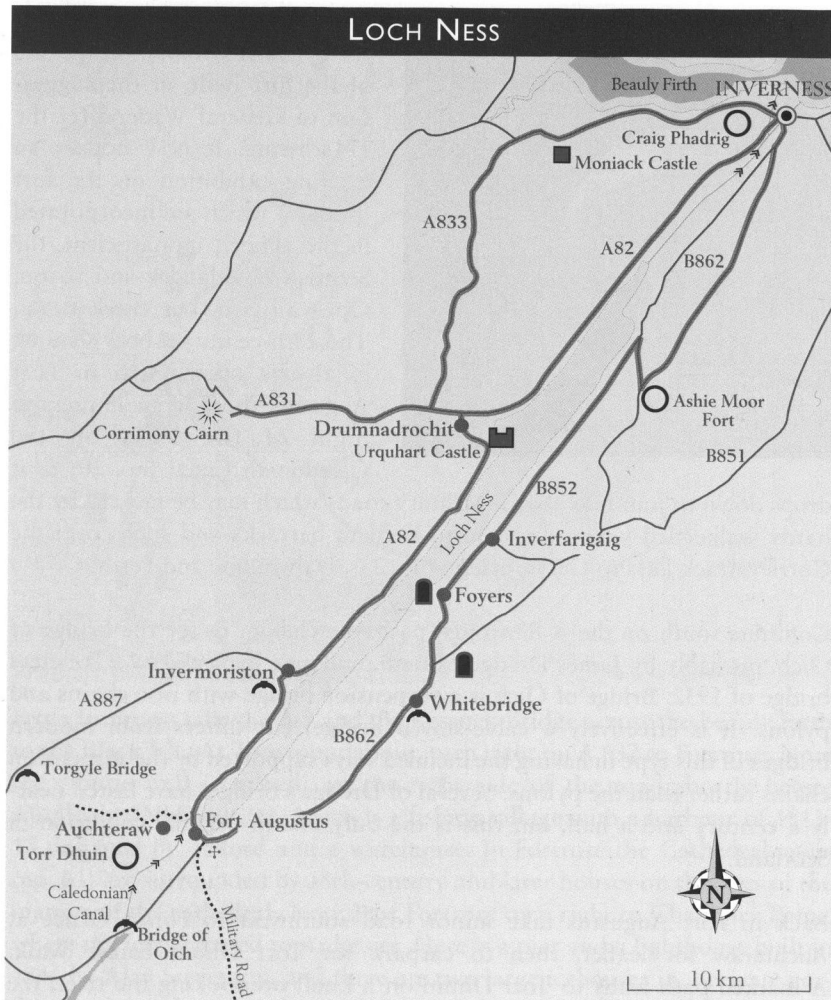 LOCH NESS
Beauly Firth
INVERNESS
Craig Phadrig
Moniack Castle
A833
A82
B862
A831
Corrimony Cairn
Drumnadrochit
Urquhart Castle
Ashie Moor
Fort
B851
B852
Loch Ness
A82
Inverfarigaig
Foyers
Invermoriston
A887
Whitebridge
B862
Torgyle Bridge
Auchteraw
Fort Augustus
Torr Dhuin
Caledonian
Canal
Bridge of
Oich
Military Road
N
10 km